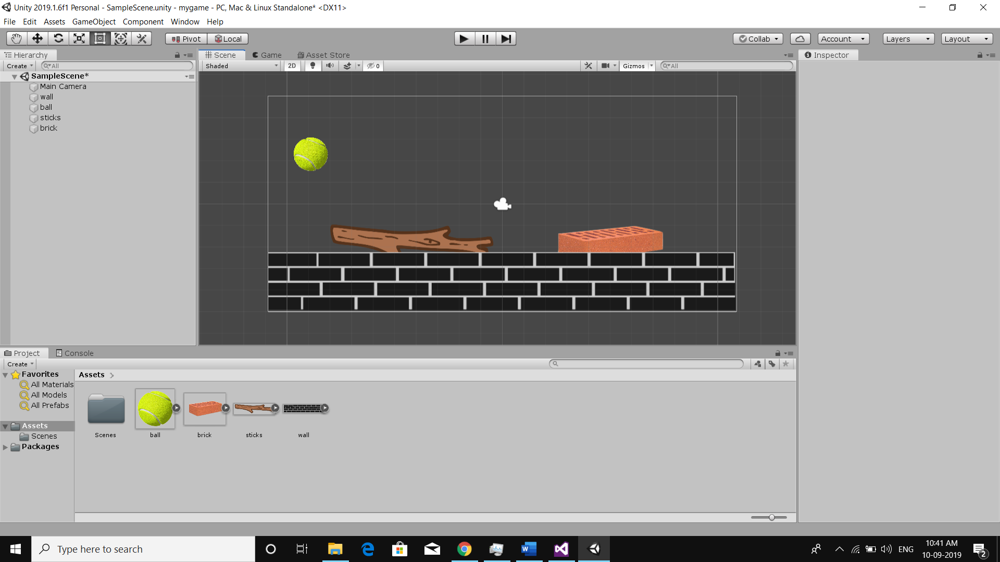 Unity 2019.1.6f1 Personal - SampleScene.unity - mygame - PC, Mac & Linux Standalone* <DX11>
File Edit Assets GameObject Component Window Help
Pivot Local Collab Account Layers Layout
Hierarchy Scene Game Asset Store Inspector
Create All Shaded 2D 0 Gizmos All
SampleScene*
Main Camera
wall
ball
sticks
brick
Project Console
Create
Favorites
All Materials
All Models
All Prefabs
Assets
Scenes
Packages
Assets
Scenes ball brick sticks wall
Type here to search
ENG
10:41 AM
10-09-2019
2